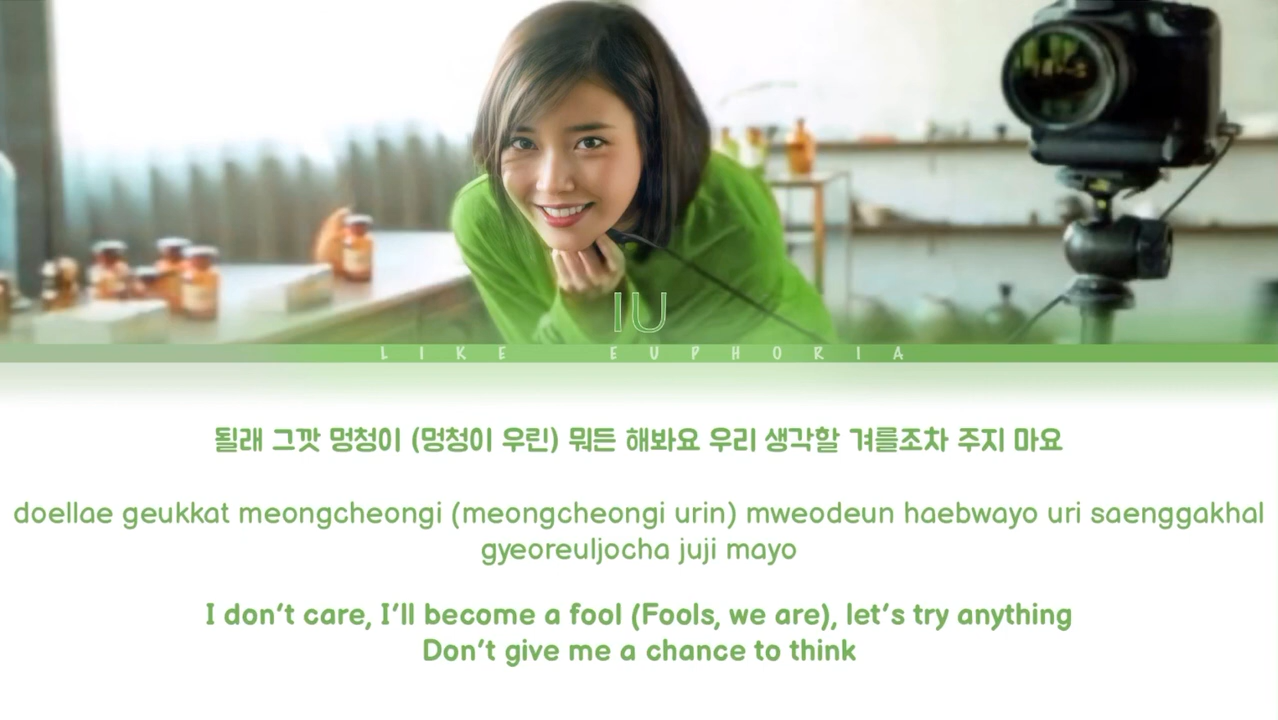 IU
LIKE EUPHORIA
될래 그깟 멍청이 (멍청이 우린) 뭐든 해봐요 우리 생각할 겨를조차 주지 마요
doellae geukkat meongcheongi (meongcheongi urin) mweodeun haebwayo uri saenggakhal
gyeoreuljocha juji mayo
I don't care, I'll become a fool (Fools, we are), let's try anything
Don't give me a chance to think